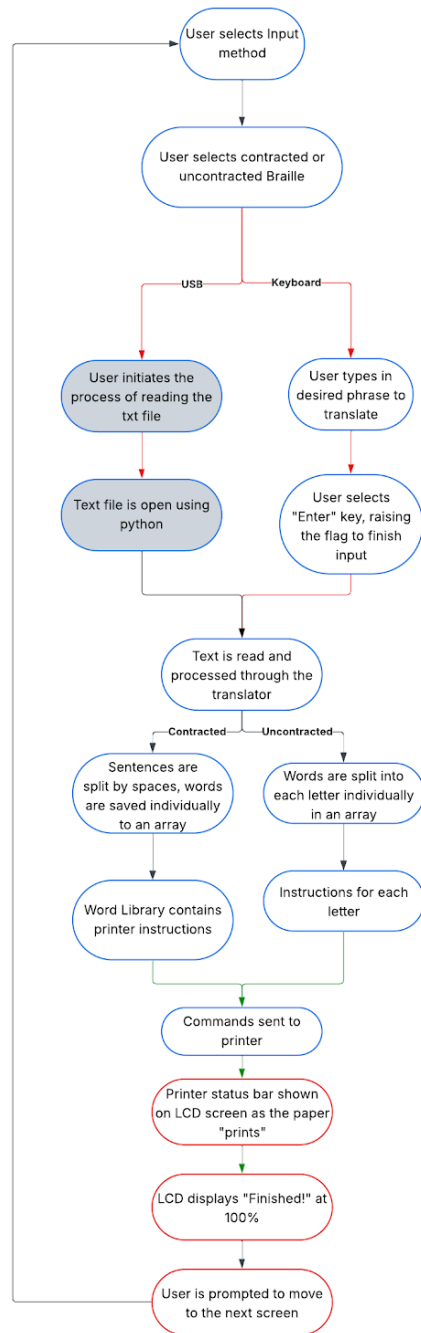 User selects Input
method
User selects contracted or
uncontracted Braille
USB
Keyboard
User initiates the
process of reading the
txt file
User types in
desired phrase to
translate
Text file is open using
python
User selects
"Enter" key, raising
the flag to finish
input
Text is read and
processed through the
translator
Contracted
Uncontracted
Sentences are
split by spaces, words
are saved individually
to an array
Words are split into
each letter individually
in an array
Word Library contains
printer instructions
Instructions for each
letter
Commands sent to
printer
Printer status bar shown
on LCD screen as the paper
"prints"
LCD displays "Finished!" at
100%
User is prompted to move
to the next screen